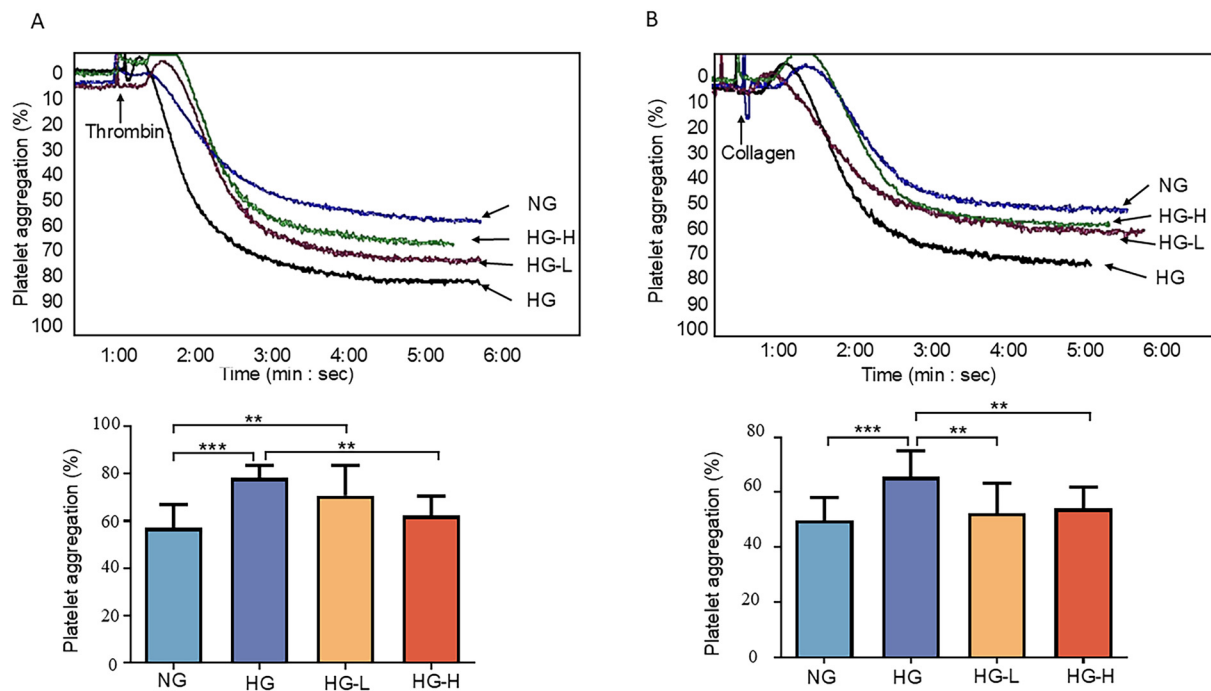 A
0
10
20
30
40
50
60
70
80
90
100
Platelet aggregation (%)
Thrombin
NG
HG-H
HG-L
HG
1:00 2:00 3:00 4:00 5:00 6:00
Time (min : sec)
100
80
60
40
20
0
Platelet aggregation (%)
**
*** **
NG HG HG-L HG-H
B
0
10
20
30
40
50
60
70
80
90
100
Platelet aggregation (%)
Collagen
NG
HG-H
HG-L
HG
1:00 2:00 3:00 4:00 5:00 6:00
Time (min : sec)
80
60
40
20
0
Platelet aggregation (%)
**
*** **
NG HG HG-L HG-H